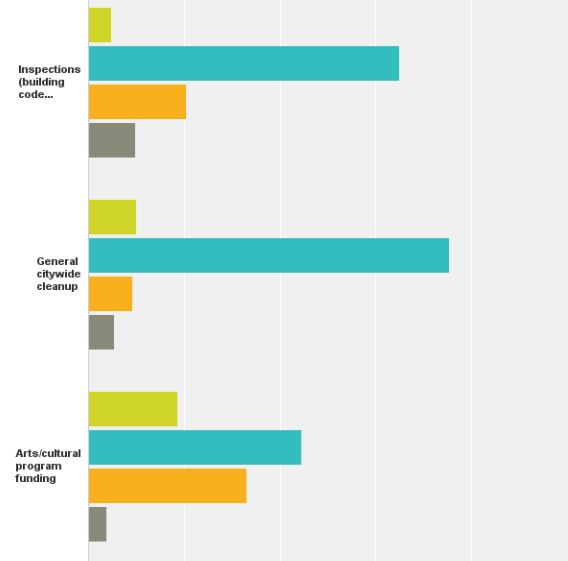 Inspections
(building
code...
General
citywide
cleanup
Arts/cultural
program
funding